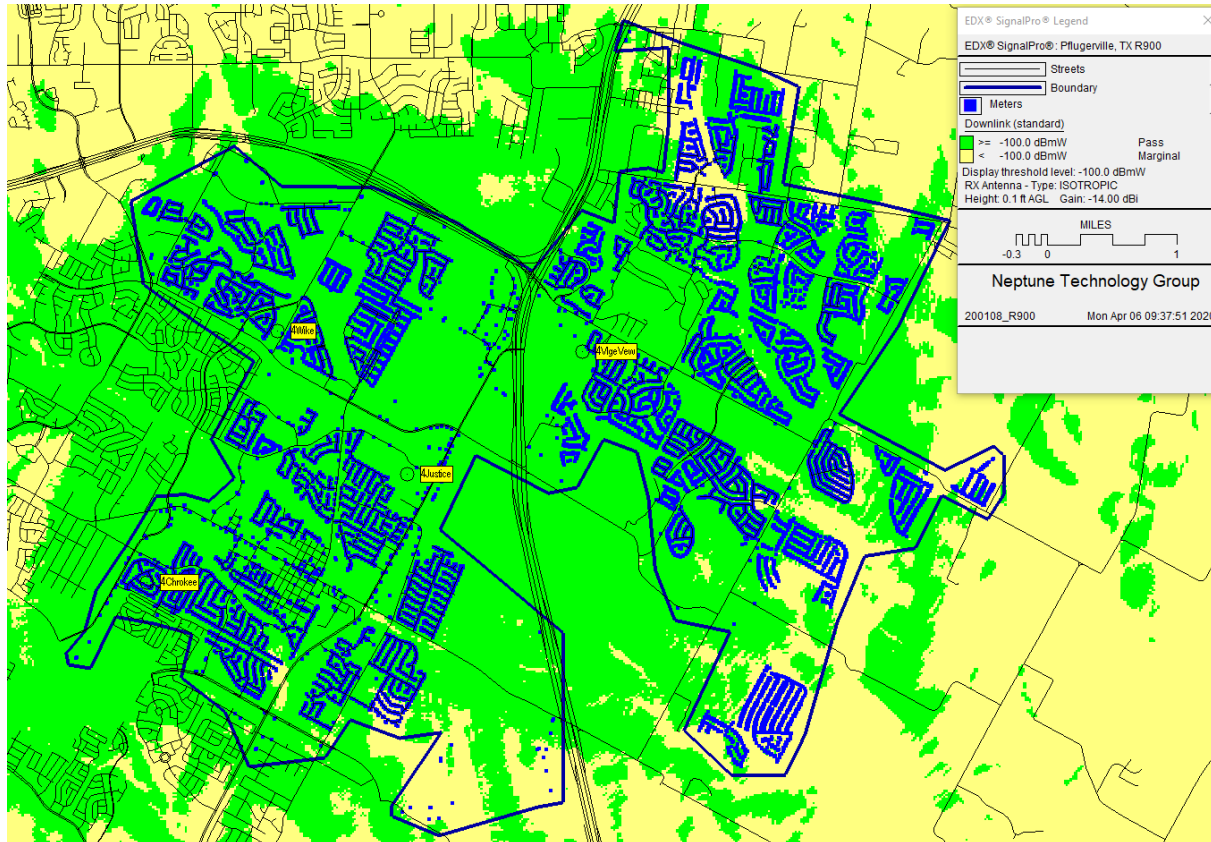 EDX® SignalPro® Legend
EDX® SignalPro®: Pflugerville, TX R900
Streets
Boundary
Meters
Downlink (standard)
>= -100.0 dBmW Pass
< -100.0 dBmW Marginal
Display threshold level: -100.0 dBmW
RX Antenna - Type: ISOTROPIC
Height: 0.1 ft AGL Gain: -14.00 dBi
MILES
-0.3 0 1
Neptune Technology Group
200108_R900 Mon Apr 06 09:37:51 2020
4Wike
4VlgeVew
4Justice
4Chrokee